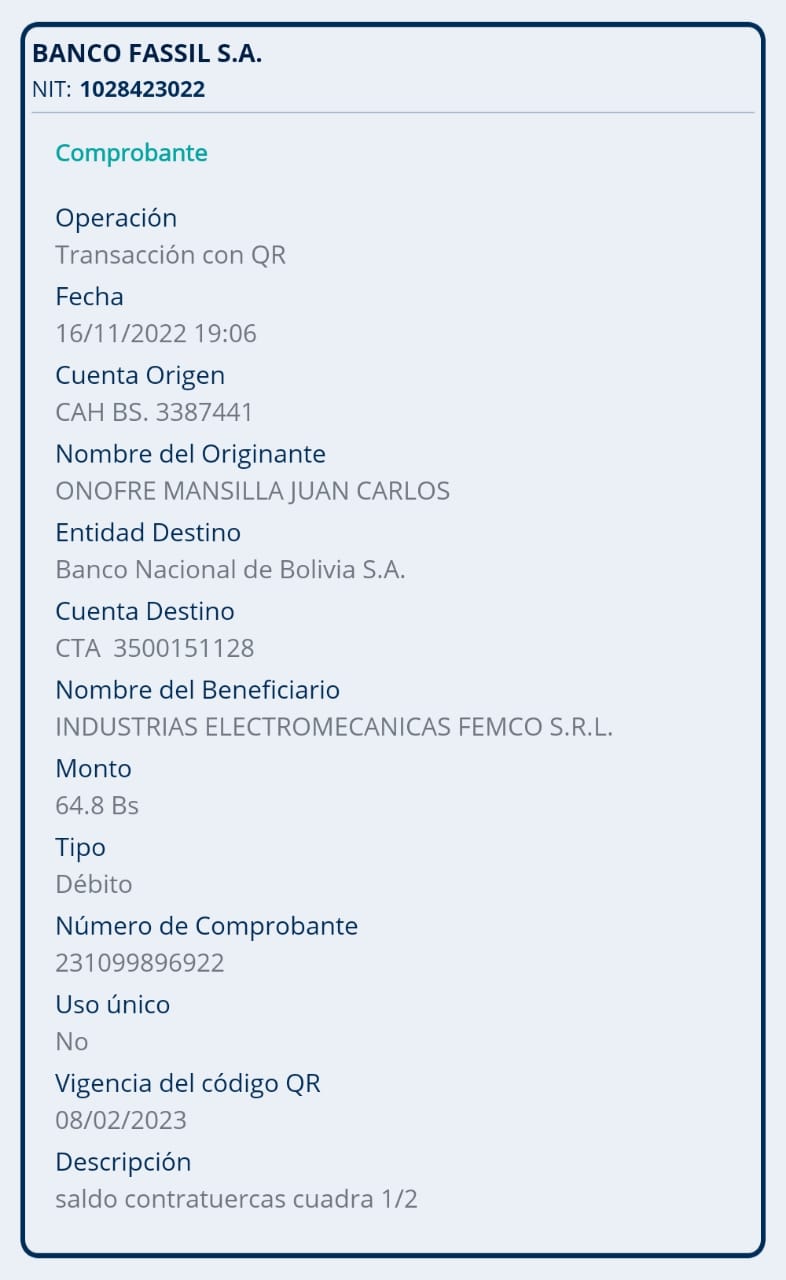 BANCO FASSIL S.A.
NIT: 1028423022
Comprobante
Operación
Transacción con QR
Fecha
16/11/2022 19:06
Cuenta Origen
CAH BS. 3387441
Nombre del Originante
ONOFRE MANSILLA JUAN CARLOS
Entidad Destino
Banco Nacional de Bolivia S.A.
Cuenta Destino
CTA  3500151128
Nombre del Beneficiario
INDUSTRIAS ELECTROMECANICAS FEMCO S.R.L.
Monto
64.8 Bs
Tipo
Débito
Número de Comprobante
231099896922
Uso único
No
Vigencia del código QR
08/02/2023
Descripción
saldo contratuercas cuadra 1/2